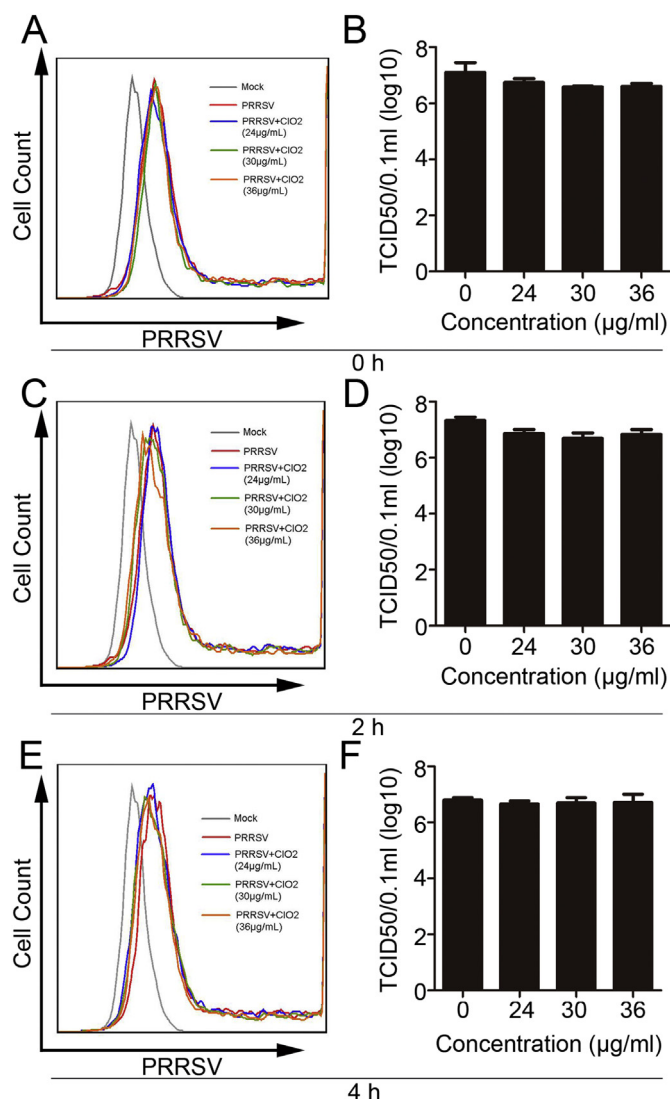 A
Cell Count
Mock
PRRSV
PRRSV+ClO2
(24µg/mL)
PRRSV+ClO2
(30µg/mL)
PRRSV+ClO2
(36µg/mL)
PRRSV
B
TCID50/0.1ml (log10)
8
6
4
2
0
0 24 30 36
Concentration (µg/ml)
0 h
C
Cell Count
Mock
PRRSV
PRRSV+ClO2
(24µg/mL)
PRRSV+ClO2
(30µg/mL)
PRRSV+ClO2
(36µg/mL)
PRRSV
D
TCID50/0.1ml (log10)
8
6
4
2
0
0 24 30 36
Concentration (µg/ml)
2 h
E
Cell Count
Mock
PRRSV
PRRSV+ClO2
(24µg/mL)
PRRSV+ClO2
(30µg/mL)
PRRSV+ClO2
(36µg/mL)
PRRSV
F
TCID50/0.1ml (log10)
8
6
4
2
0
0 24 30 36
Concentration (µg/ml)
4 h